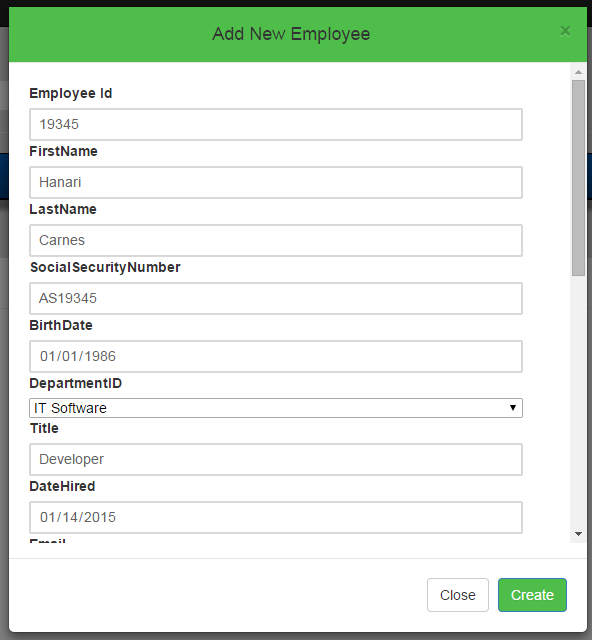 Add New Employee ×
Employee Id
19345
FirstName
Hanari
LastName
Carnes
SocialSecurityNumber
AS19345
BirthDate
01/01/1986
DepartmentID
IT Software
Title
Developer
DateHired
01/14/2015
Email
Close Create